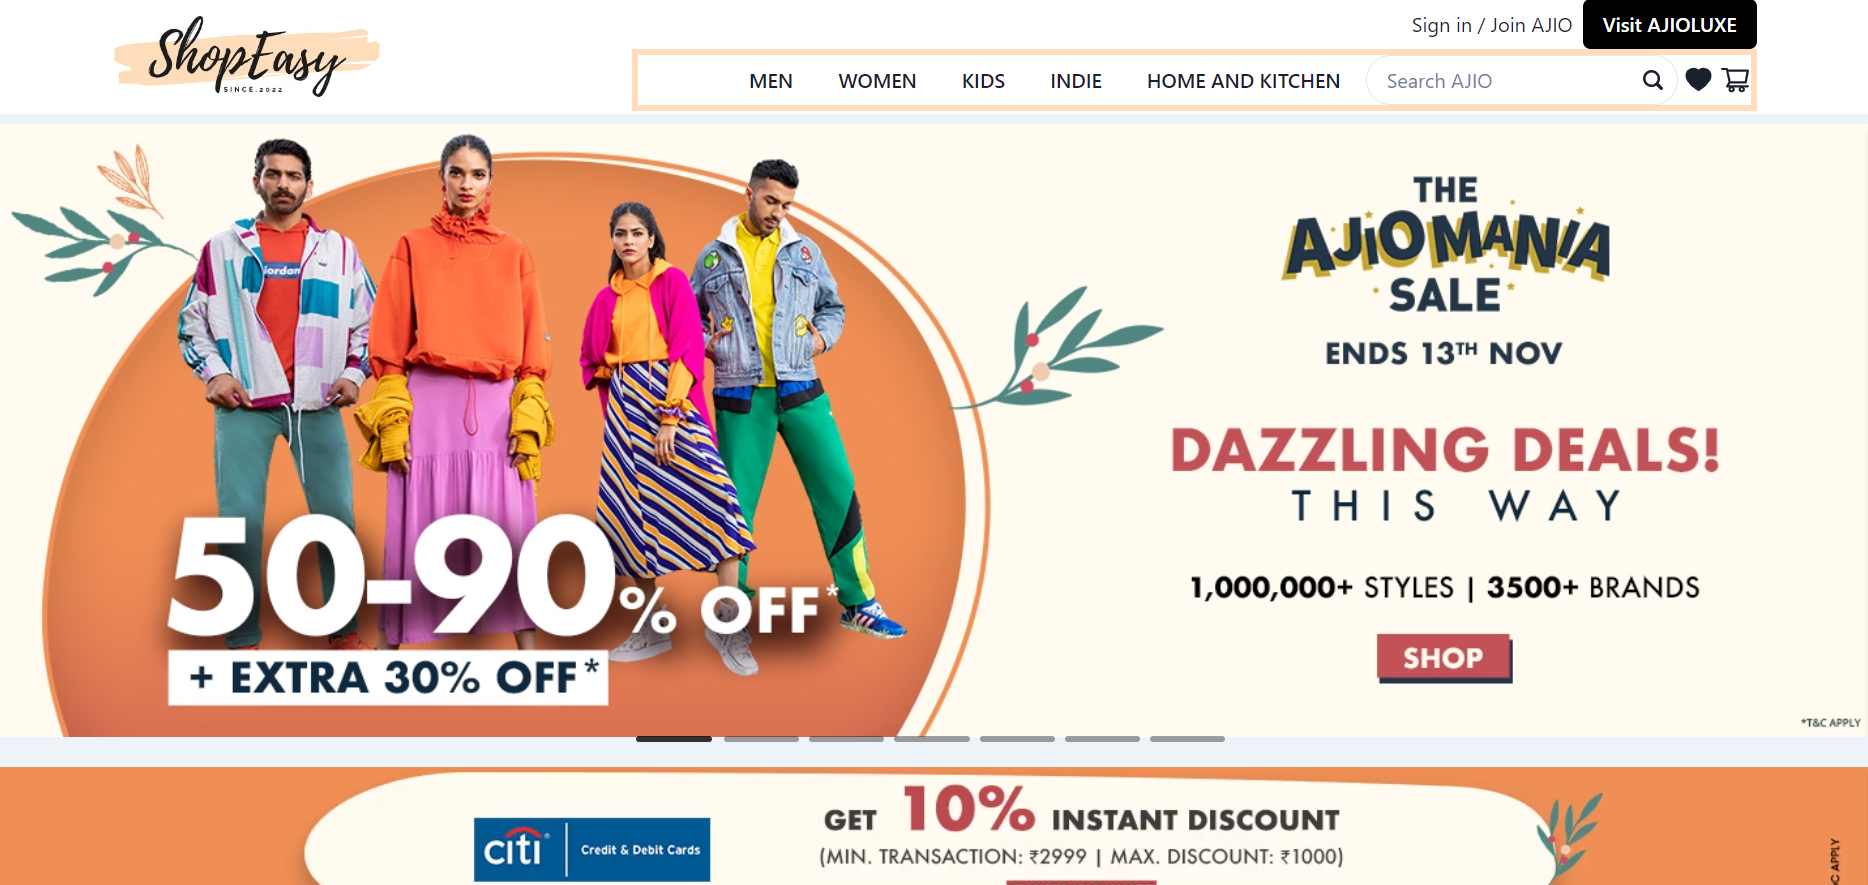 ShopEasy
SINCE.2022
Sign in / Join AJIO
Visit AJIOLUXE
MEN
WOMEN
KIDS
INDIE
HOME AND KITCHEN
Search AJIO
THE
AJIOMANIA
SALE
ENDS 13TH NOV
DAZZLING DEALS!
THIS WAY
1,000,000+ STYLES | 3500+ BRANDS
SHOP
*T&C APPLY
Jordan
50-90% OFF*
+ EXTRA 30% OFF*
citi
Credit & Debit Cards
GET 10% INSTANT DISCOUNT
(MIN. TRANSACTION: ₹2999 | MAX. DISCOUNT: ₹1000)
C APPLY